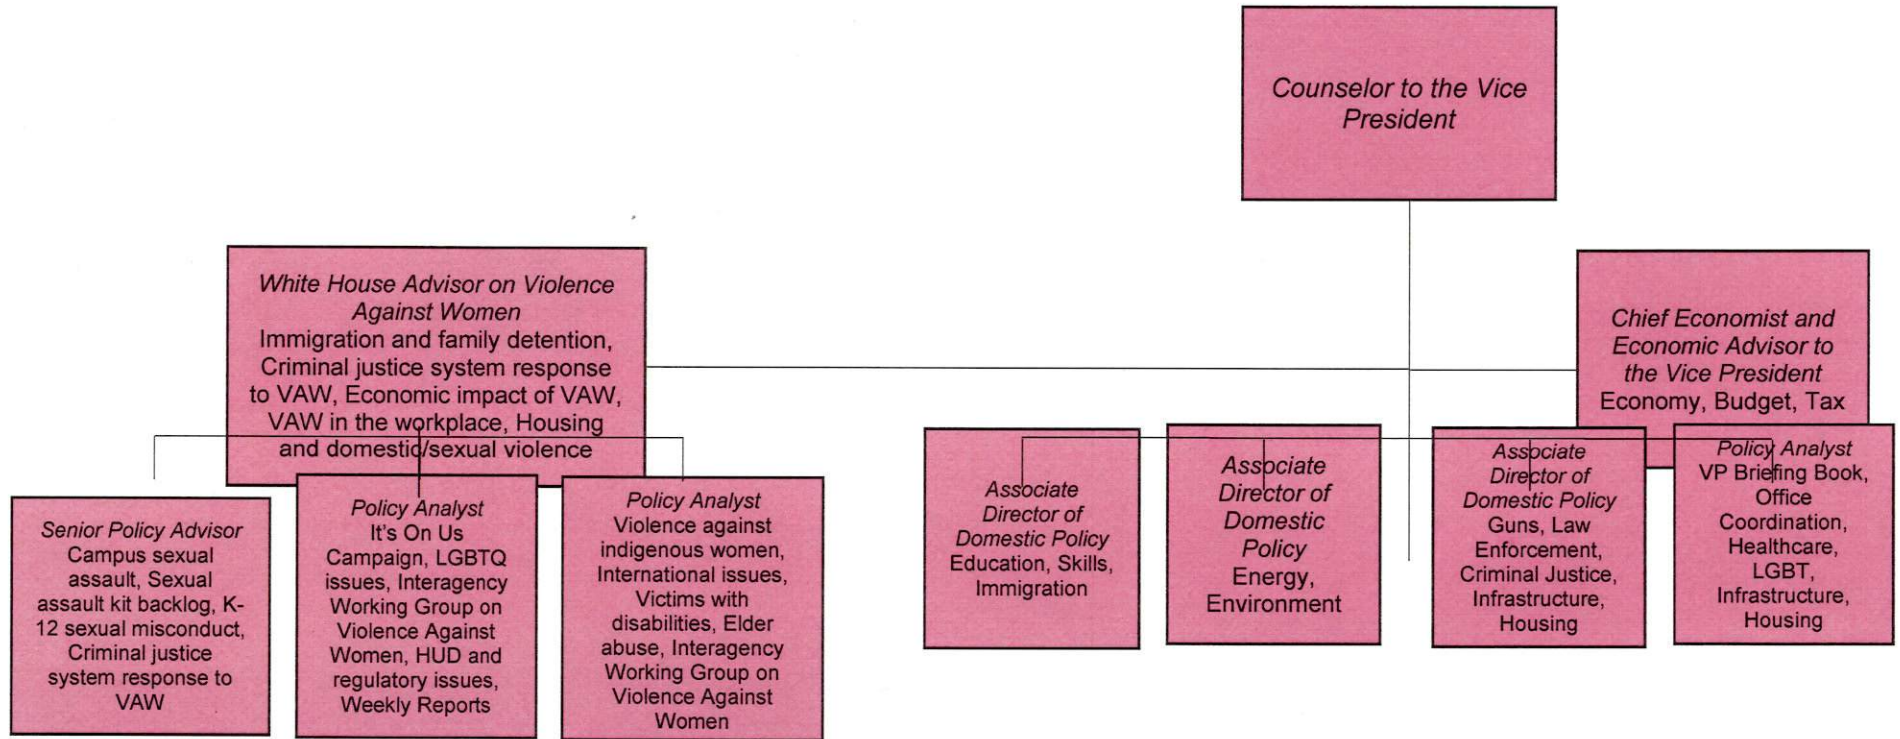 Counselor to the Vice
President
White House Advisor on Violence
Against Women
Immigration and family detention,
Criminal justice system response
to VAW, Economic impact of VAW,
VAW in the workplace, Housing
and domestic/sexual violence
Chief Economist and
Economic Advisor to
the Vice President
Economy, Budget, Tax
Senior Policy Advisor
Campus sexual
assault, Sexual
assault kit backlog, K-
12 sexual misconduct,
Criminal justice
system response to
VAW
Policy Analyst
It's On Us
Campaign, LGBTQ
issues, Interagency
Working Group on
Violence Against
Women, HUD and
regulatory issues,
Weekly Reports
Policy Analyst
Violence against
indigenous women,
International issues,
Victims with
disabilities, Elder
abuse, Interagency
Working Group on
Violence Against
Women
Associate
Director of
Domestic Policy
Education, Skills,
Immigration
Associate
Director of
Domestic
Policy
Energy,
Environment
Associate
Director of
Domestic Policy
Guns, Law
Enforcement,
Criminal Justice,
Infrastructure,
Housing
Policy Analyst
VP Briefing Book,
Office
Coordination,
Healthcare,
LGBT,
Infrastructure,
Housing